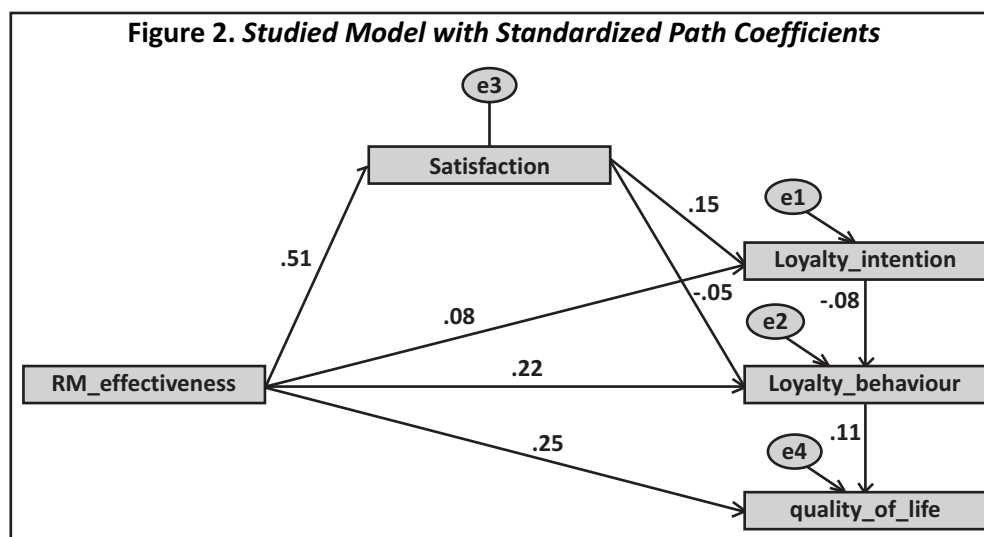 Figure 2. Studied Model with Standardized Path Coefficients
e3
Satisfaction
e1
.15
Loyalty_intention
.51
-.05
-.08
.08
e2
RM_effectiveness
.22
Loyalty_behaviour
.25
.11
e4
quality_of_life